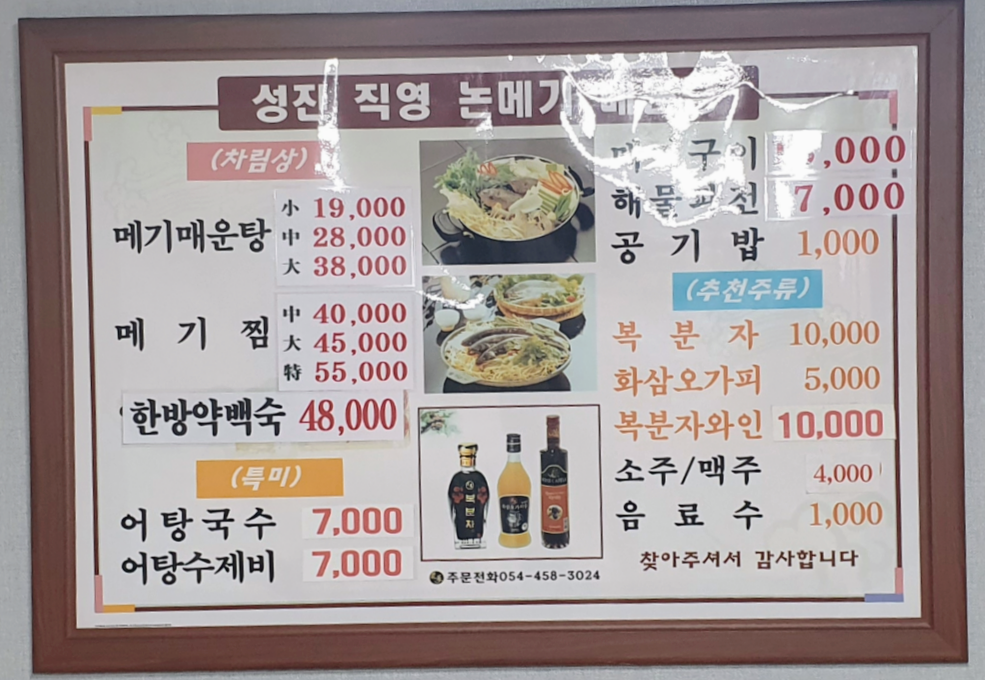 성진 직영 논메기
(차림상)
메기매운탕 小 19,000
中 28,000
大 38,000
메기찜 中 40,000
大 45,000
特 55,000
한방약백숙 48,000
(특미)
어탕국수 7,000
어탕수제비 7,000
주문전화054-458-3024
구이
해물파전 7,000
공기밥 1,000
(추천주류)
복분자 10,000
화삼오가피 5,000
복분자와인 10,000
소주/맥주 4,000
음료수 1,000
찾아주셔서 감사합니다